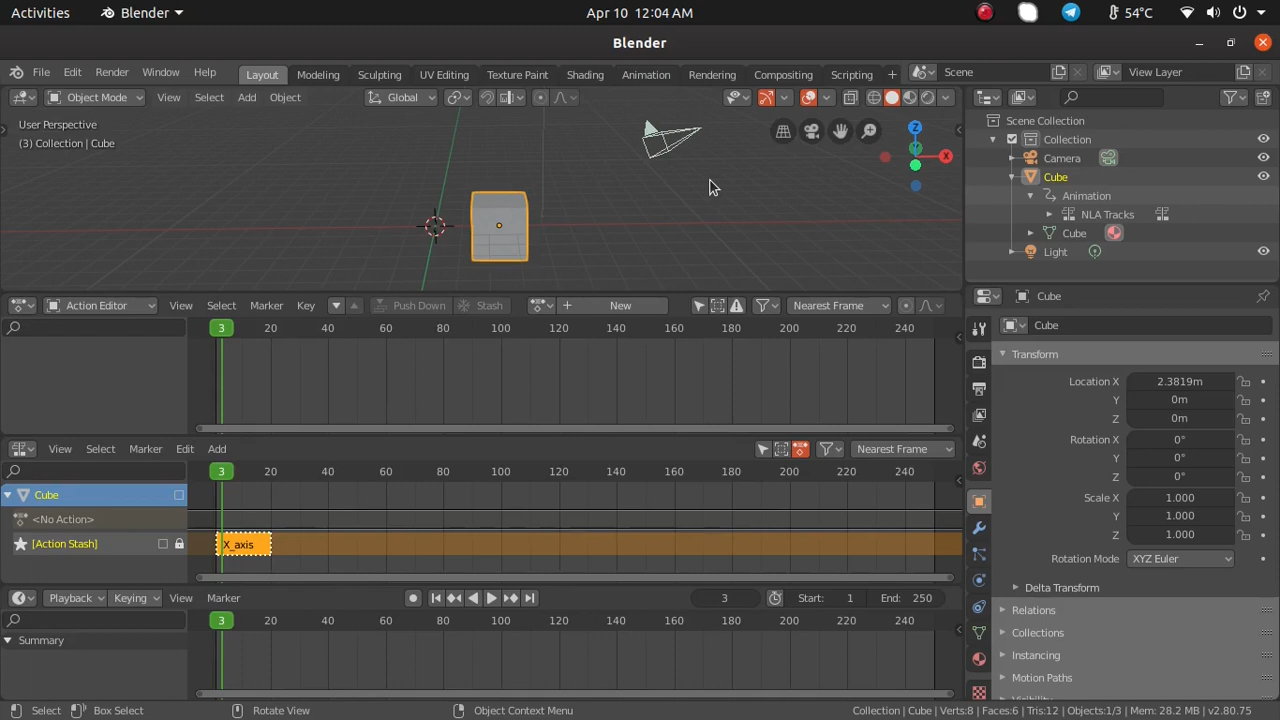 Activities Blender Apr 10 12:04 AM 54°C
Blender
File Edit Render Window Help Layout Modeling Sculpting UV Editing Texture Paint Shading Animation Rendering Compositing Scripting + Scene View Layer
Object Mode View Select Add Object Global
User Perspective
(3) Collection | Cube
Z
X
Scene Collection
Collection
Camera
Cube
Animation
NLA Tracks
Cube
Light
Action Editor View Select Marker Key Push Down Stash New Nearest Frame
3 20 40 60 80 100 120 140 160 180 200 220 240
View Select Marker Edit Add Nearest Frame
3 20 40 60 80 100 120 140 160 180 200 220 240
Cube
<No Action>
[Action Stash] X_axis
Playback Keying View Marker 3 Start: 1 End: 250
3 20 40 60 80 100 120 140 160 180 200 220 240
Summary
Cube
Cube
Transform
Location X 2.3819m
Y 0m
Z 0m
Rotation X 0°
Y 0°
Z 0°
Scale X 1.000
Y 1.000
Z 1.000
Rotation Mode XYZ Euler
Delta Transform
Relations
Collections
Instancing
Motion Paths
Select Box Select Rotate View Object Context Menu Collection | Cube | Verts:8 | Faces:6 | Tris:12 | Objects:1/3 | Mem: 28.2 MB | v2.80.75